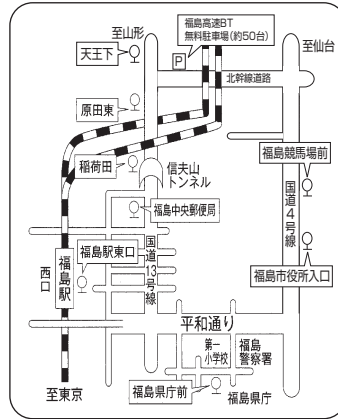 至山形
福島高速BT
無料駐車場(約50台)
至仙台
天王下
P
北幹線道路
原田東
稲荷田
信夫山
トンネル
福島競馬場前
福島中央郵便局
国道4号線
国道13号線
福島駅東口
西口
福島駅
福島市役所入口
平和通り
第一
小学校
福島
警察署
福島県庁前
福島県庁
至東京